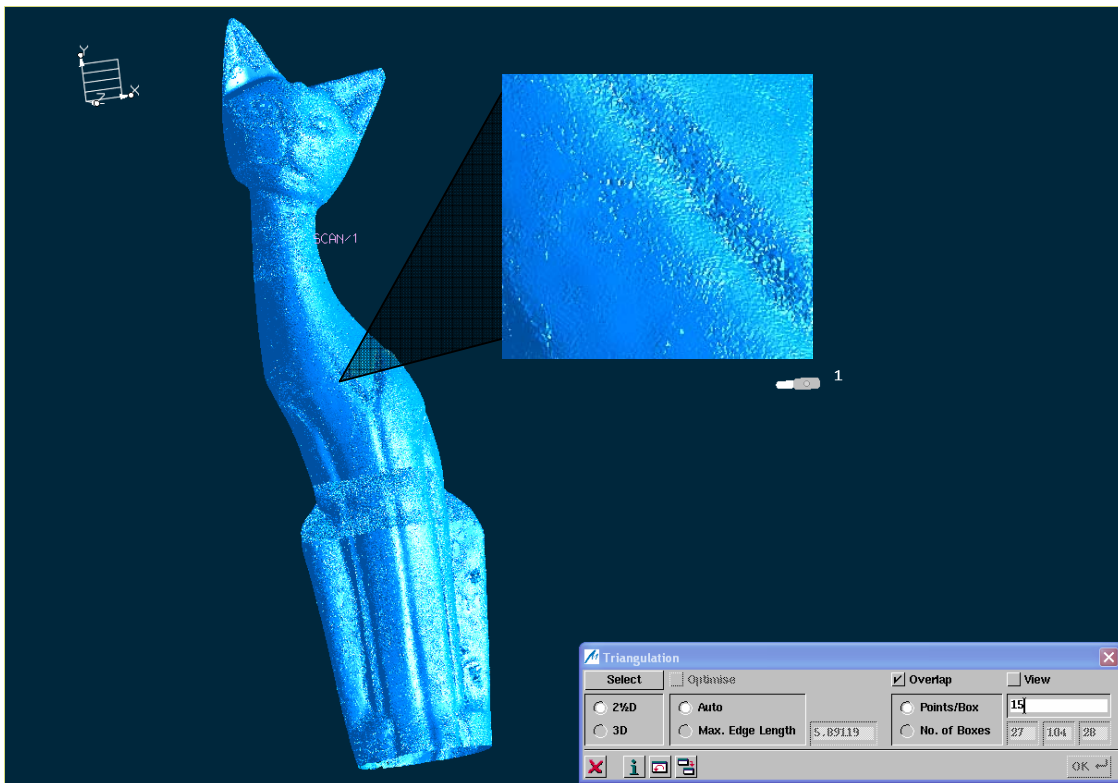 Y
X
Z
SCAN/1
1
Triangulation
Select
Optimise
Overlap
View
2½D
Auto
Points/Box
15
3D
Max. Edge Length
5.89119
No. of Boxes
27
104
28
i
OK